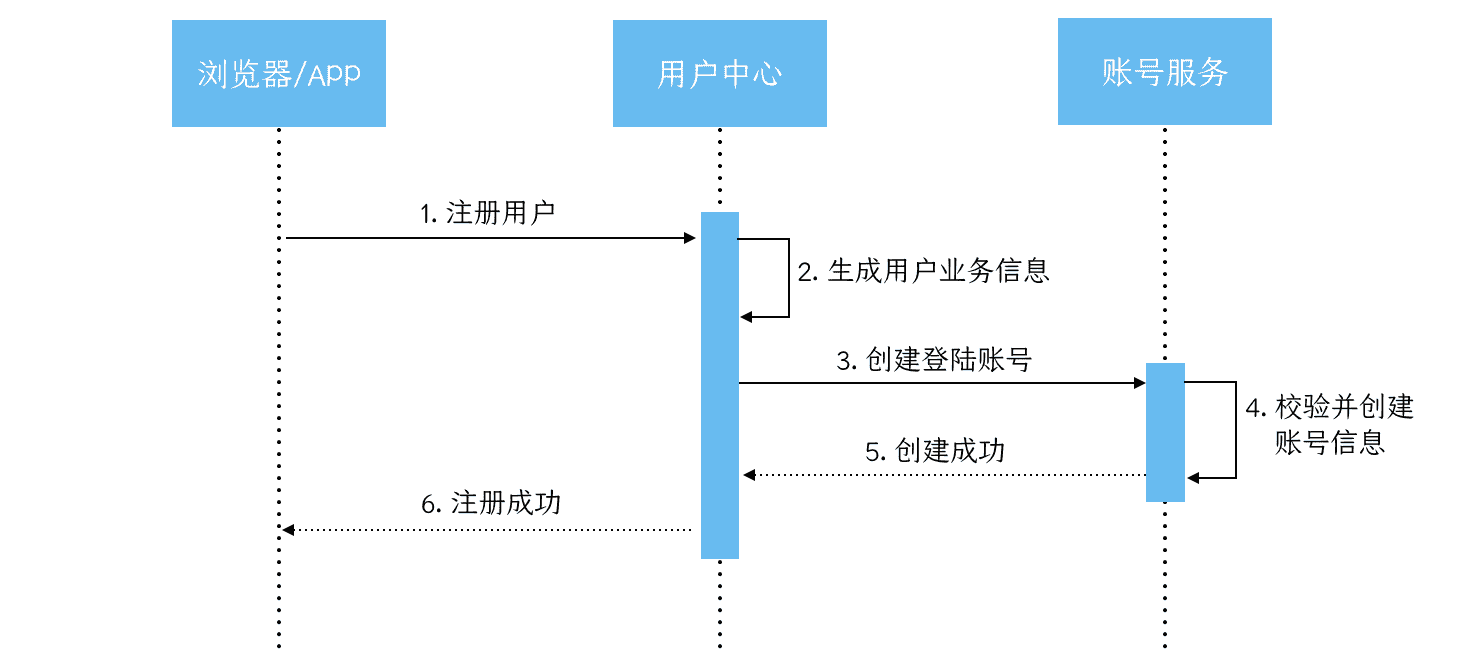 浏览器/App
用户中心
账号服务
1. 注册用户
2. 生成用户业务信息
3. 创建登陆账号
4. 校验并创建
账号信息
5. 创建成功
6. 注册成功